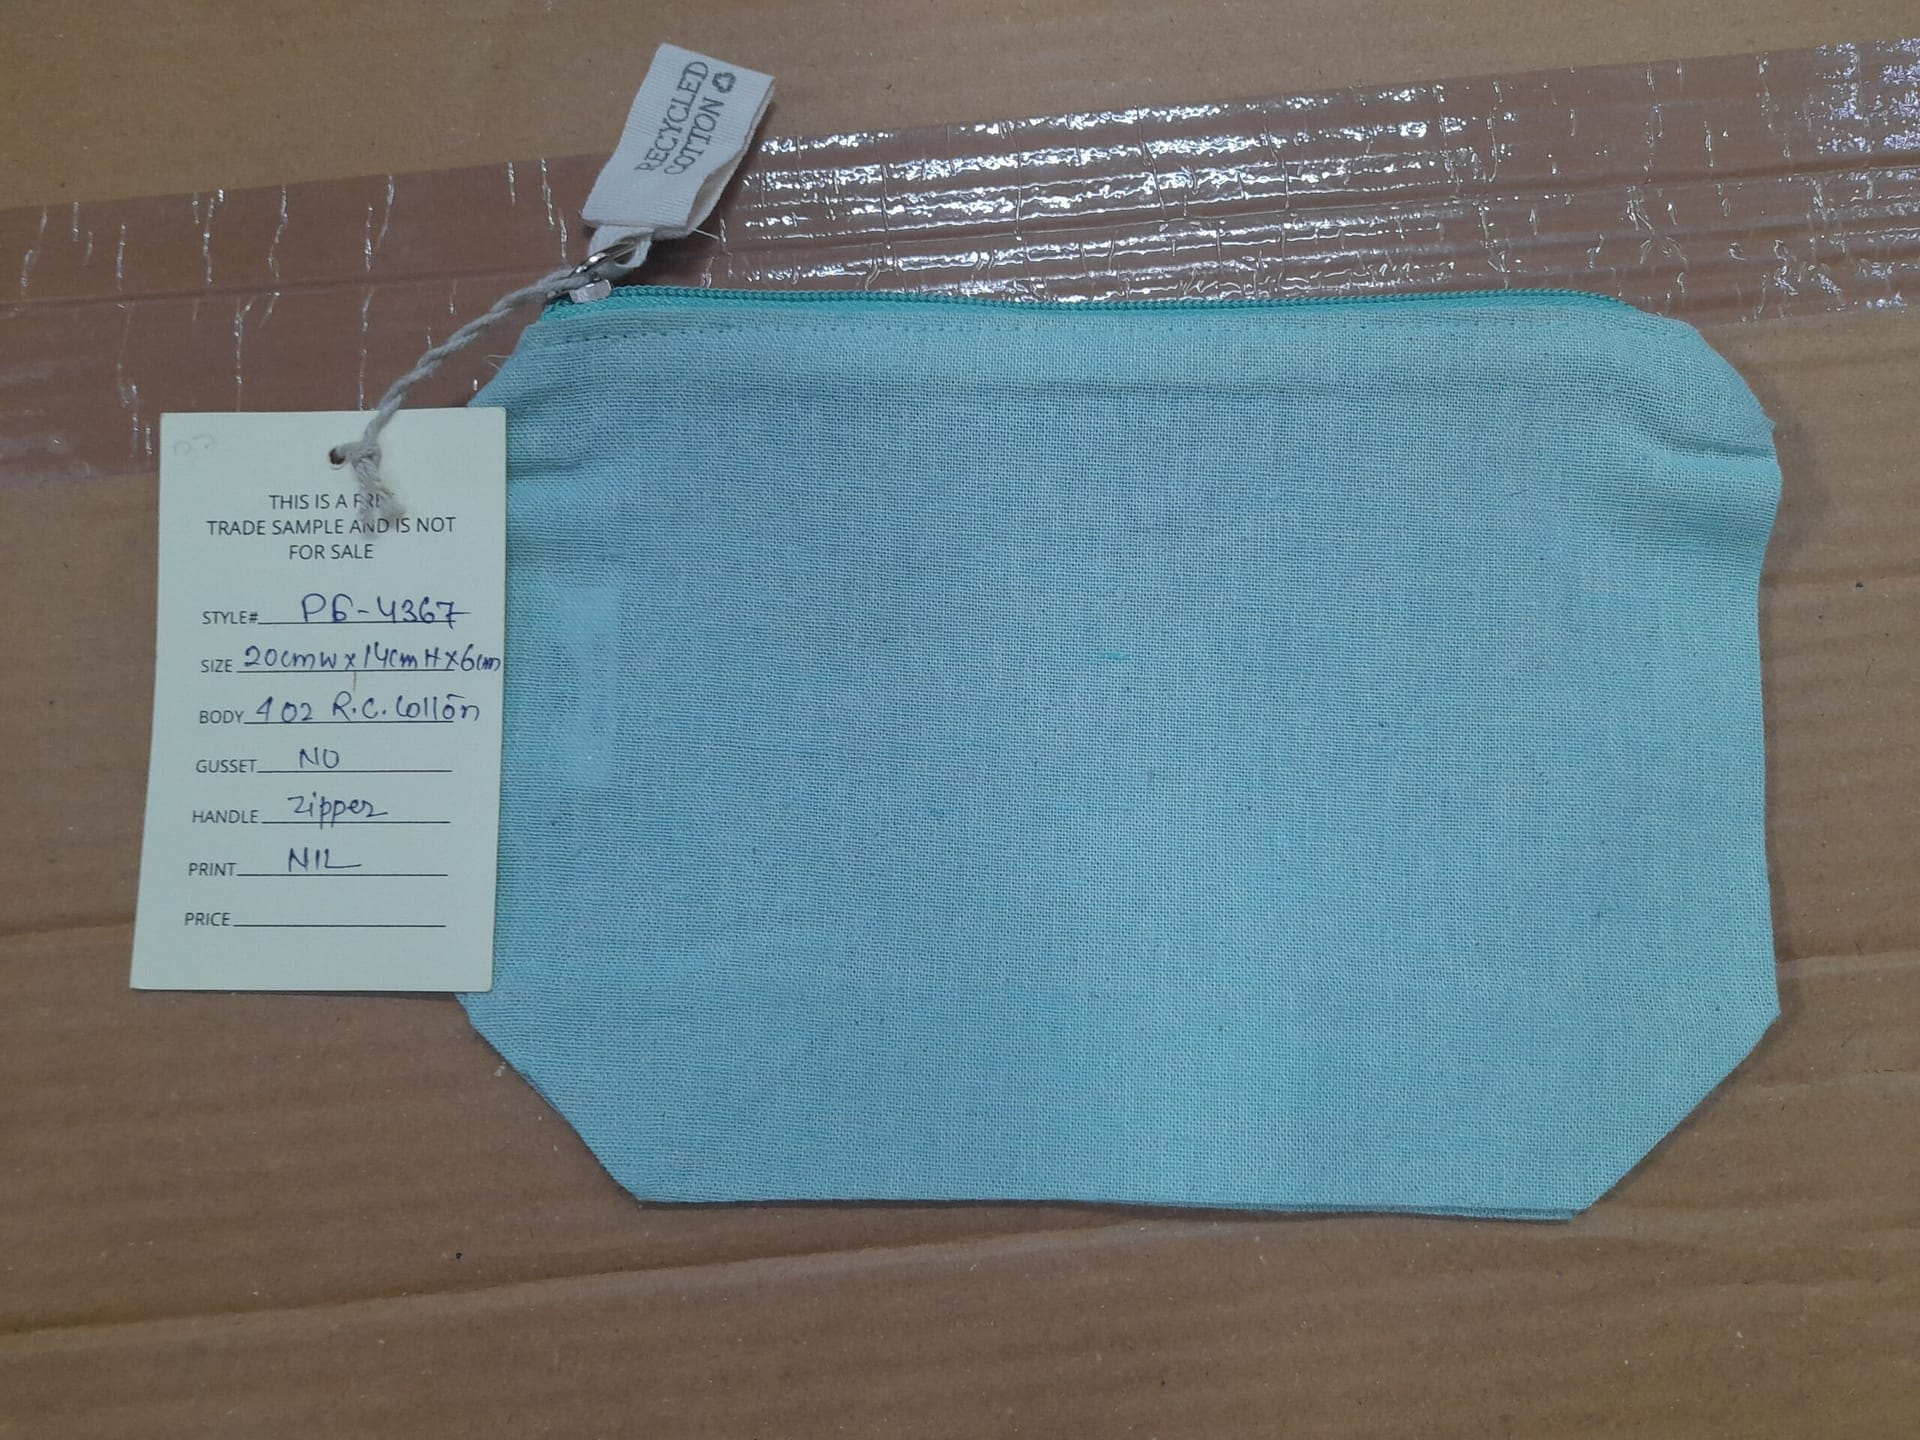 RECYCLED
COTTON
THIS IS A
TRADE SAMPLE AND IS NOT
FOR SALE
STYLE# PG-4367
SIZE 20cmw x 14cm H x 6cm
BODY 4 oz R.C. Cotton
GUSSET NO
HANDLE Zipper
PRINT NIL
PRICE